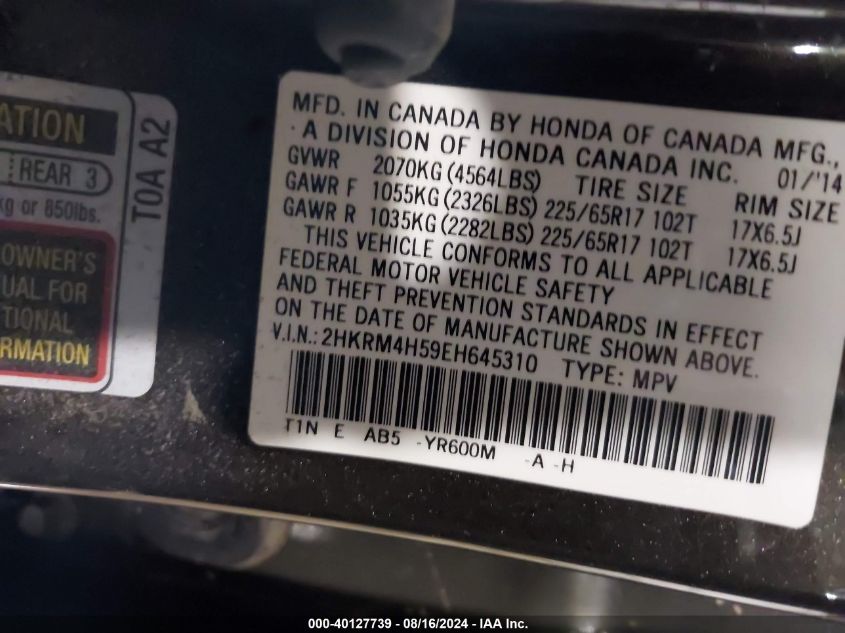 ATION
REAR 3
kg or 850lbs.
OWNER'S
UAL FOR
TIONAL
RMATION
T0A A2
MFD. IN CANADA BY HONDA OF CANADA MFG.,
A DIVISION OF HONDA CANADA INC. 01/'14
GVWR 2070KG (4564LBS) TIRE SIZE RIM SIZE
GAWR F 1055KG (2326LBS) 225/65R17 102T 17X6.5J
GAWR R 1035KG (2282LBS) 225/65R17 102T 17X6.5J
THIS VEHICLE CONFORMS TO ALL APPLICABLE
FEDERAL MOTOR VEHICLE SAFETY
AND THEFT PREVENTION STANDARDS IN EFFECT
ON THE DATE OF MANUFACTURE SHOWN ABOVE.
V.I.N.: 2HKRM4H59EH645310 TYPE: MPV
T1N E AB5 -YR600M -A -H
000-40127739 - 08/16/2024 - IAA Inc.